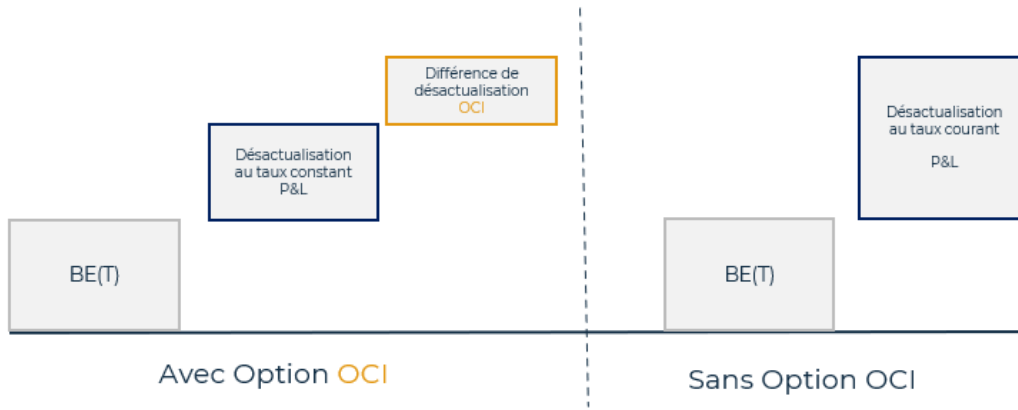 Différence de
désactualisation
OCI
Désactualisation
au taux constant
P&L
BE(T)
Avec Option OCI
Désactualisation
au taux courant
P&L
BE(T)
Sans Option OCI